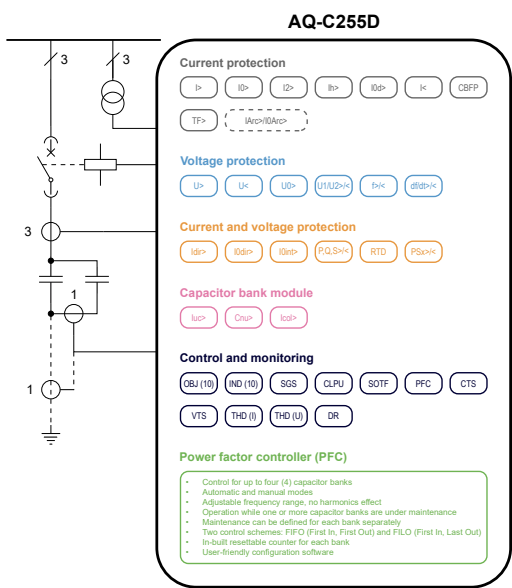 AQ-C255D
3
3
3
1
1
Current protection
I>
I0>
I2>
Ih>
I0d>
I<
CBFP
TF>
IArc>/I0Arc>
Voltage protection
U>
U<
U0>
U1/U2>/<
f>/<
df/dt>/<
Current and voltage protection
Idir>
I0dir>
I0int>
P,Q,S>/<
RTD
PSx>/<
Capacitor bank module
Iuc>
Cnu>
Icol>
Control and monitoring
OBJ (10)
IND (10)
SGS
CLPU
SOTF
PFC
CTS
VTS
THD (I)
THD (U)
DR
Power factor controller (PFC)
• Control for up to four (4) capacitor banks
• Automatic and manual modes
• Adjustable frequency range, no harmonics effect
• Operation while one or more capacitor banks are under maintenance
• Maintenance can be defined for each bank separately
• Two control schemes: FIFO (First In, First Out) and FILO (First In, Last Out)
• In-built resettable counter for each bank
• User-friendly configuration software